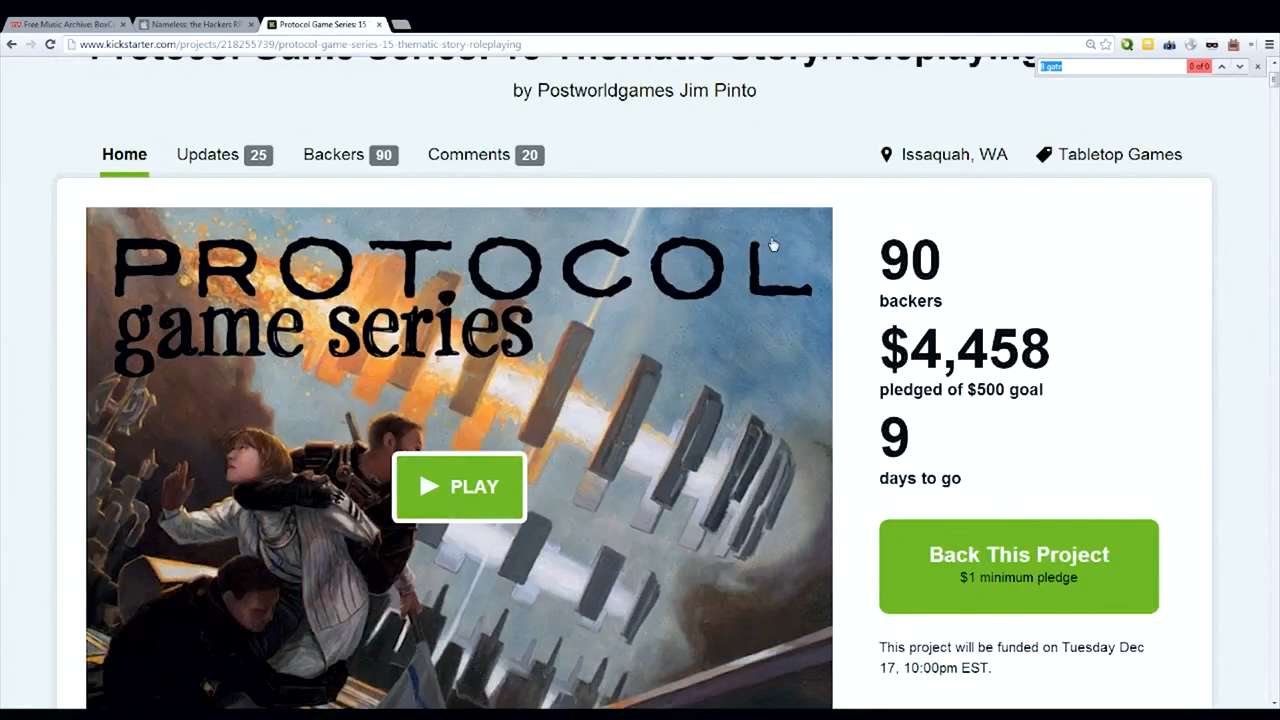 Free Music Archive: BoxC
Nameless: the Hackers RP
Protocol Game Series: 15
www.kickstarter.com/projects/218255739/protocol-game-series-15-thematic-story-roleplaying
0 of 0
by Postworldgames Jim Pinto
Home
Updates 25
Backers 90
Comments 20
Issaquah, WA
Tabletop Games
PROTOCOL
game series
PLAY
90
backers
$4,458
pledged of $500 goal
9
days to go
Back This Project
$1 minimum pledge
This project will be funded on Tuesday Dec
17, 10:00pm EST.